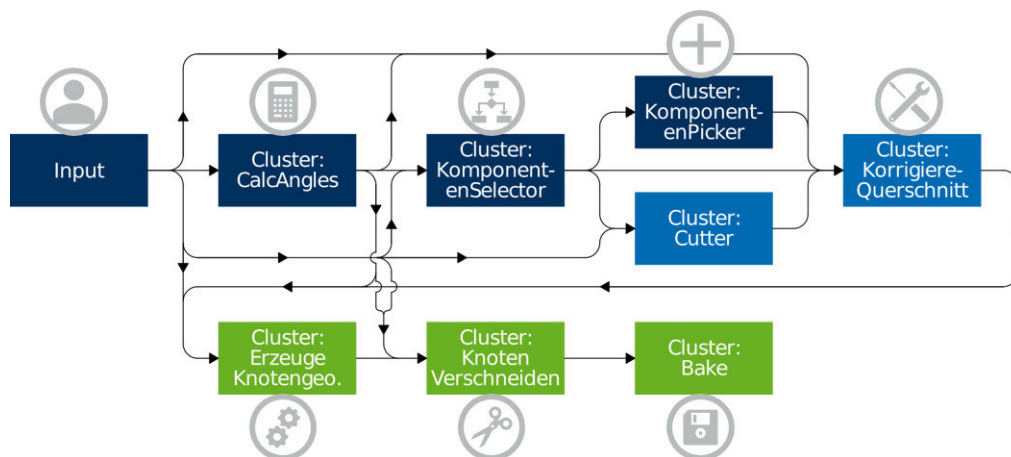 Input
Cluster:
CalcAngles
Cluster:
Komponent-
enSelector
Cluster:
Komponent-
enPicker
Cluster:
Cutter
Cluster:
Korrigiere-
Querschnitt
Cluster:
Erzeuge
Knotengeo.
Cluster:
Knoten
Verschneiden
Cluster:
Bake